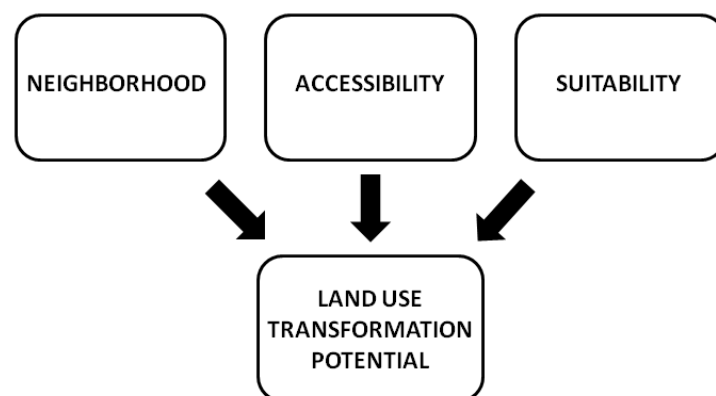 NEIGHBORHOOD
ACCESSIBILITY
SUITABILITY
LAND USE
TRANSFORMATION
POTENTIAL